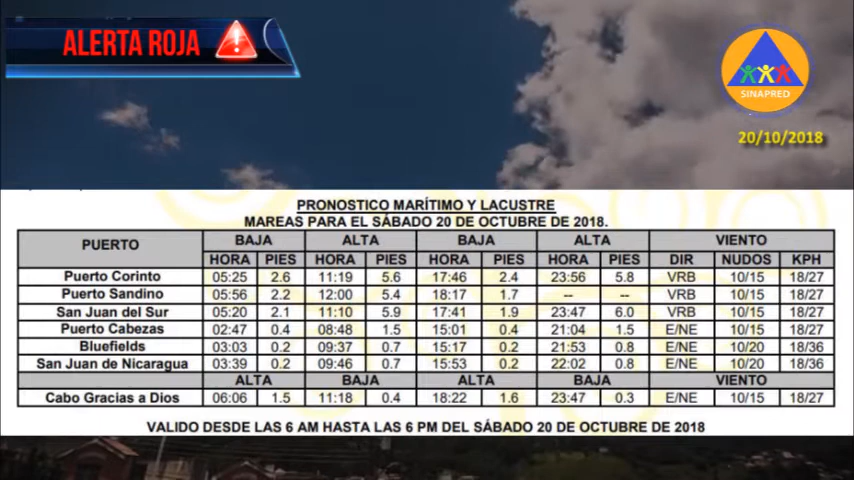 ALERTA ROJA
SINAPRED
20/10/2018
PRONOSTICO MARÍTIMO Y LACUSTRE
MAREAS PARA EL SÁBADO 20 DE OCTUBRE DE 2018.
PUERTO BAJA ALTA BAJA ALTA VIENTO
HORA PIES HORA PIES HORA PIES HORA PIES DIR NUDOS KPH
Puerto Corinto 05:25 2.6 11:19 5.6 17:46 2.4 23:56 5.8 VRB 10/15 18/27
Puerto Sandino 05:56 2.2 12:00 5.4 18:17 1.7 -- -- VRB 10/15 18/27
San Juan del Sur 05:20 2.1 11:10 5.9 17:41 1.9 23:47 6.0 VRB 10/15 18/27
Puerto Cabezas 02:47 0.4 08:48 1.5 15:01 0.4 21:04 1.5 E/NE 10/15 18/27
Bluefields 03:03 0.2 09:37 0.7 15:17 0.2 21:53 0.8 E/NE 10/20 18/36
San Juan de Nicaragua 03:39 0.2 09:46 0.7 15:53 0.2 22:02 0.8 E/NE 10/20 18/36
ALTA BAJA ALTA BAJA VIENTO
Cabo Gracias a Dios 06:06 1.5 11:18 0.4 18:22 1.6 23:47 0.3 E/NE 10/15 18/27
VALIDO DESDE LAS 6 AM HASTA LAS 6 PM DEL SÁBADO 20 DE OCTUBRE DE 2018